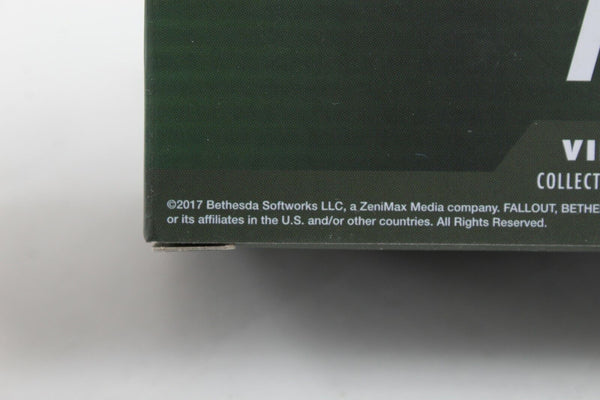 VI
COLLECT
©2017 Bethesda Softworks LLC, a ZeniMax Media company. FALLOUT, BETHE
or its affiliates in the U.S. and/or other countries. All Rights Reserved.